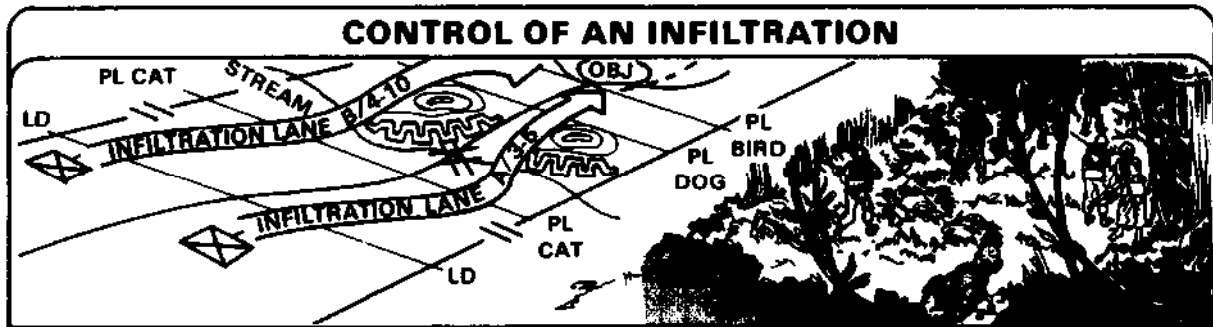 CONTROL OF AN INFILTRATION
PL CAT
STREAM
OBJ
LD
INFILTRATION LANE B/4-10
PL
BIRD
PL
DOG
INFILTRATION LANE A/3-5
PL
CAT
LD